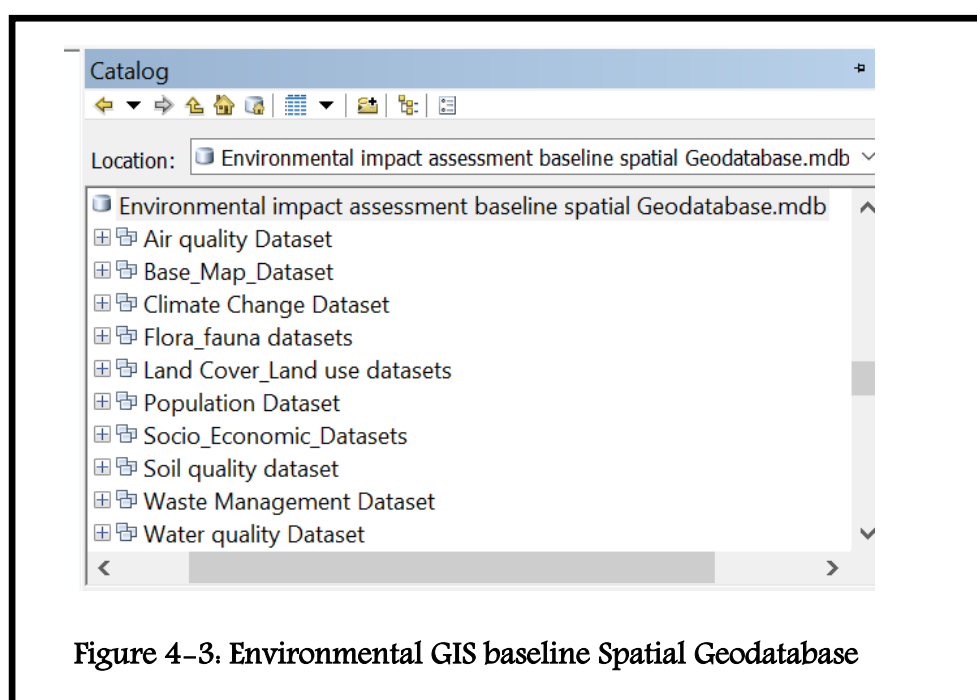 Catalog
Location: Environmental impact assessment baseline spatial Geodatabase.mdb
Environmental impact assessment baseline spatial Geodatabase.mdb
Air quality Dataset
Base_Map_Dataset
Climate Change Dataset
Flora_fauna datasets
Land Cover_Land use datasets
Population Dataset
Socio_Economic_Datasets
Soil quality dataset
Waste Management Dataset
Water quality Dataset
Figure 4-3: Environmental GIS baseline Spatial Geodatabase